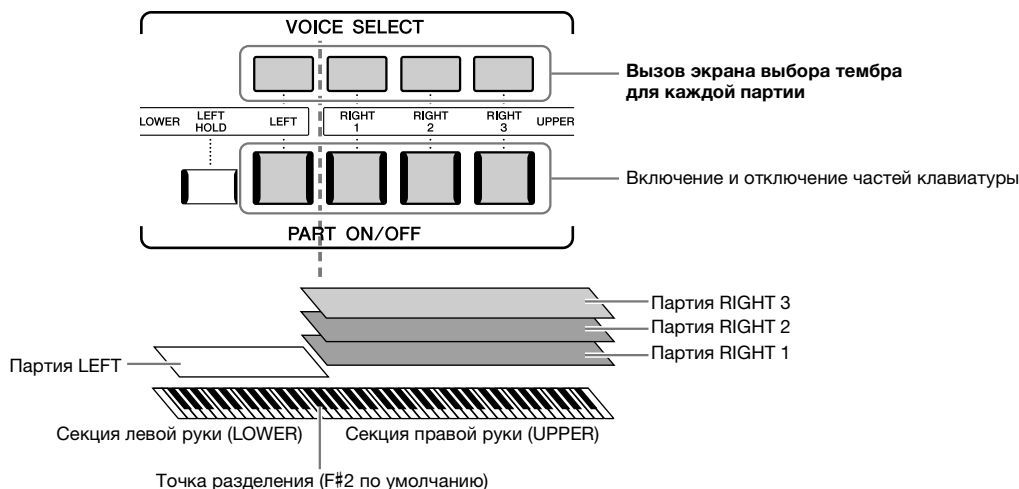 VOICE SELECT
Вызов экрана выбора тембра
для каждой партии
LOWER
LEFT
HOLD
LEFT
RIGHT
1
RIGHT
2
RIGHT
3
UPPER
Включение и отключение частей клавиатуры
PART ON/OFF
Партия RIGHT 3
Партия RIGHT 2
Партия RIGHT 1
Партия LEFT
Секция левой руки (LOWER)
Секция правой руки (UPPER)
Точка разделения (F#2 по умолчанию)